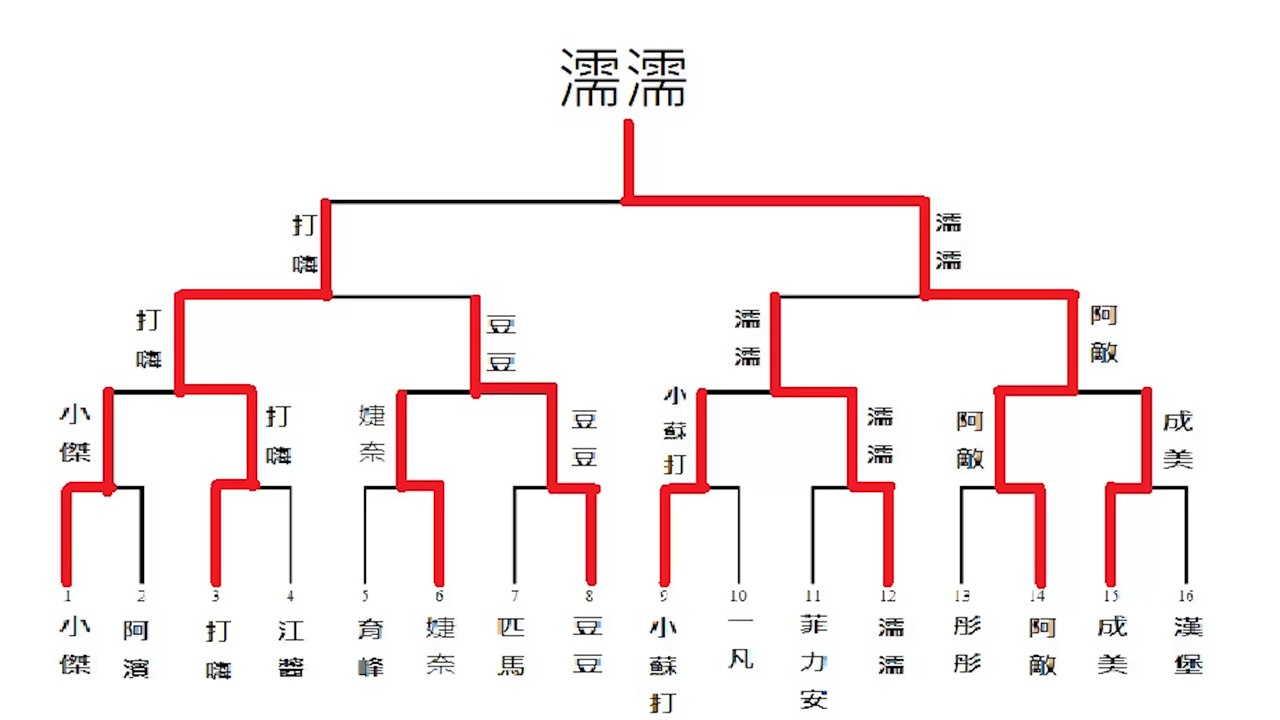 濡濡
打嗨
濡濡
打嗨
豆豆
濡濡
阿敵
小傑
打嗨
婕奈
豆豆
小蘇打
濡濡
阿敵
成美
1 2 3 4 5 6 7 8 9 10 11 12 13 14 15 16
小傑
阿濱
打嗨
江醬
育峰
婕奈
匹馬
豆豆
小蘇打
一凡
菲力安
濡濡
彤彤
阿敵
成美
漢堡